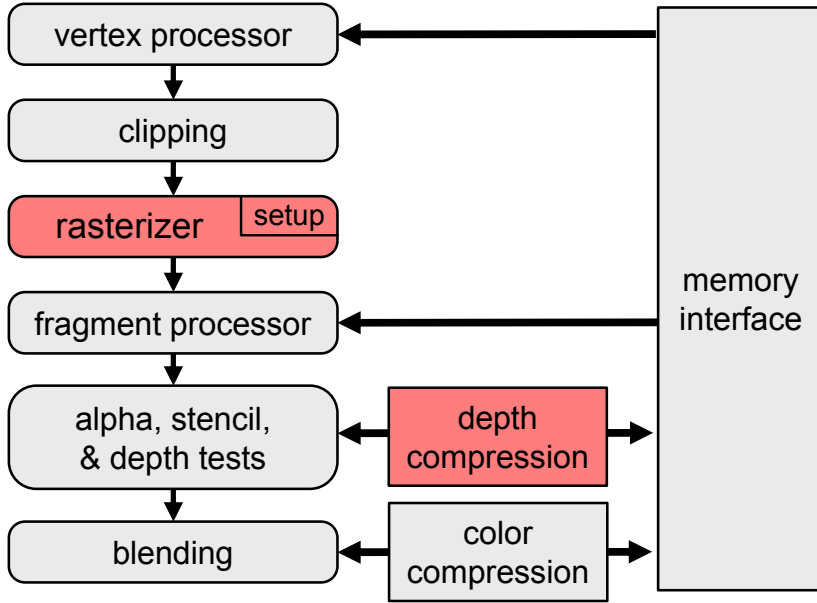 vertex processor
clipping
rasterizer
setup
fragment processor
alpha, stencil,
& depth tests
blending
depth
compression
color
compression
memory
interface